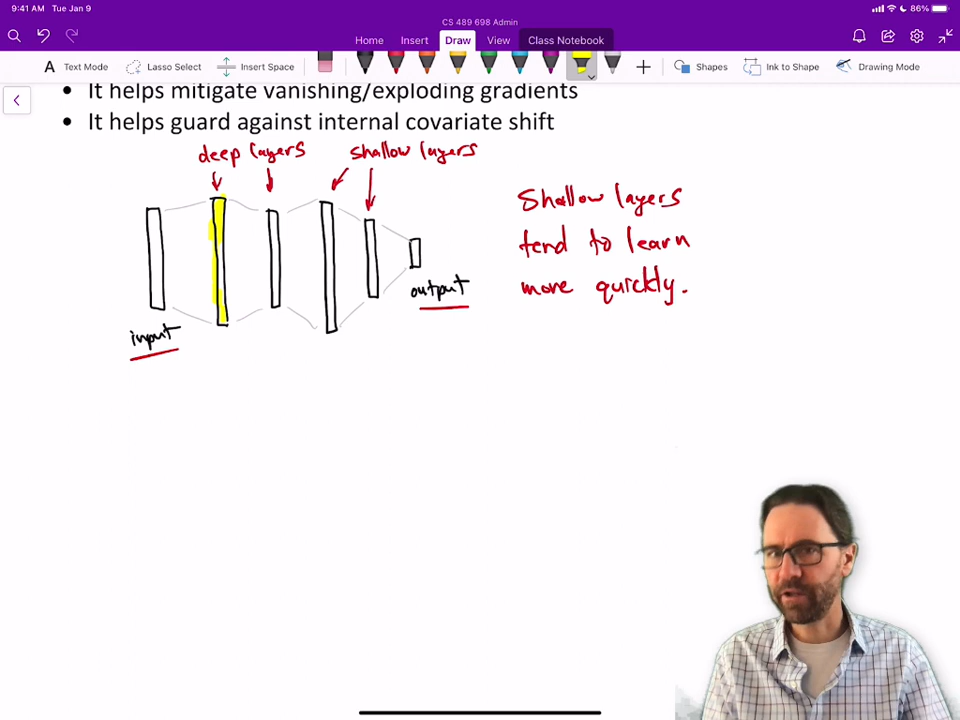 9:41 AM Tue Jan 9
86%
CS 489 698 Admin
Home Insert Draw View Class Notebook
Text Mode Lasso Select Insert Space Shapes Ink to Shape Drawing Mode
• It helps mitigate vanishing/exploding gradients
• It helps guard against internal covariate shift
deep layers shallow layers
Shallow layers
tend to learn
more quickly.
output
input